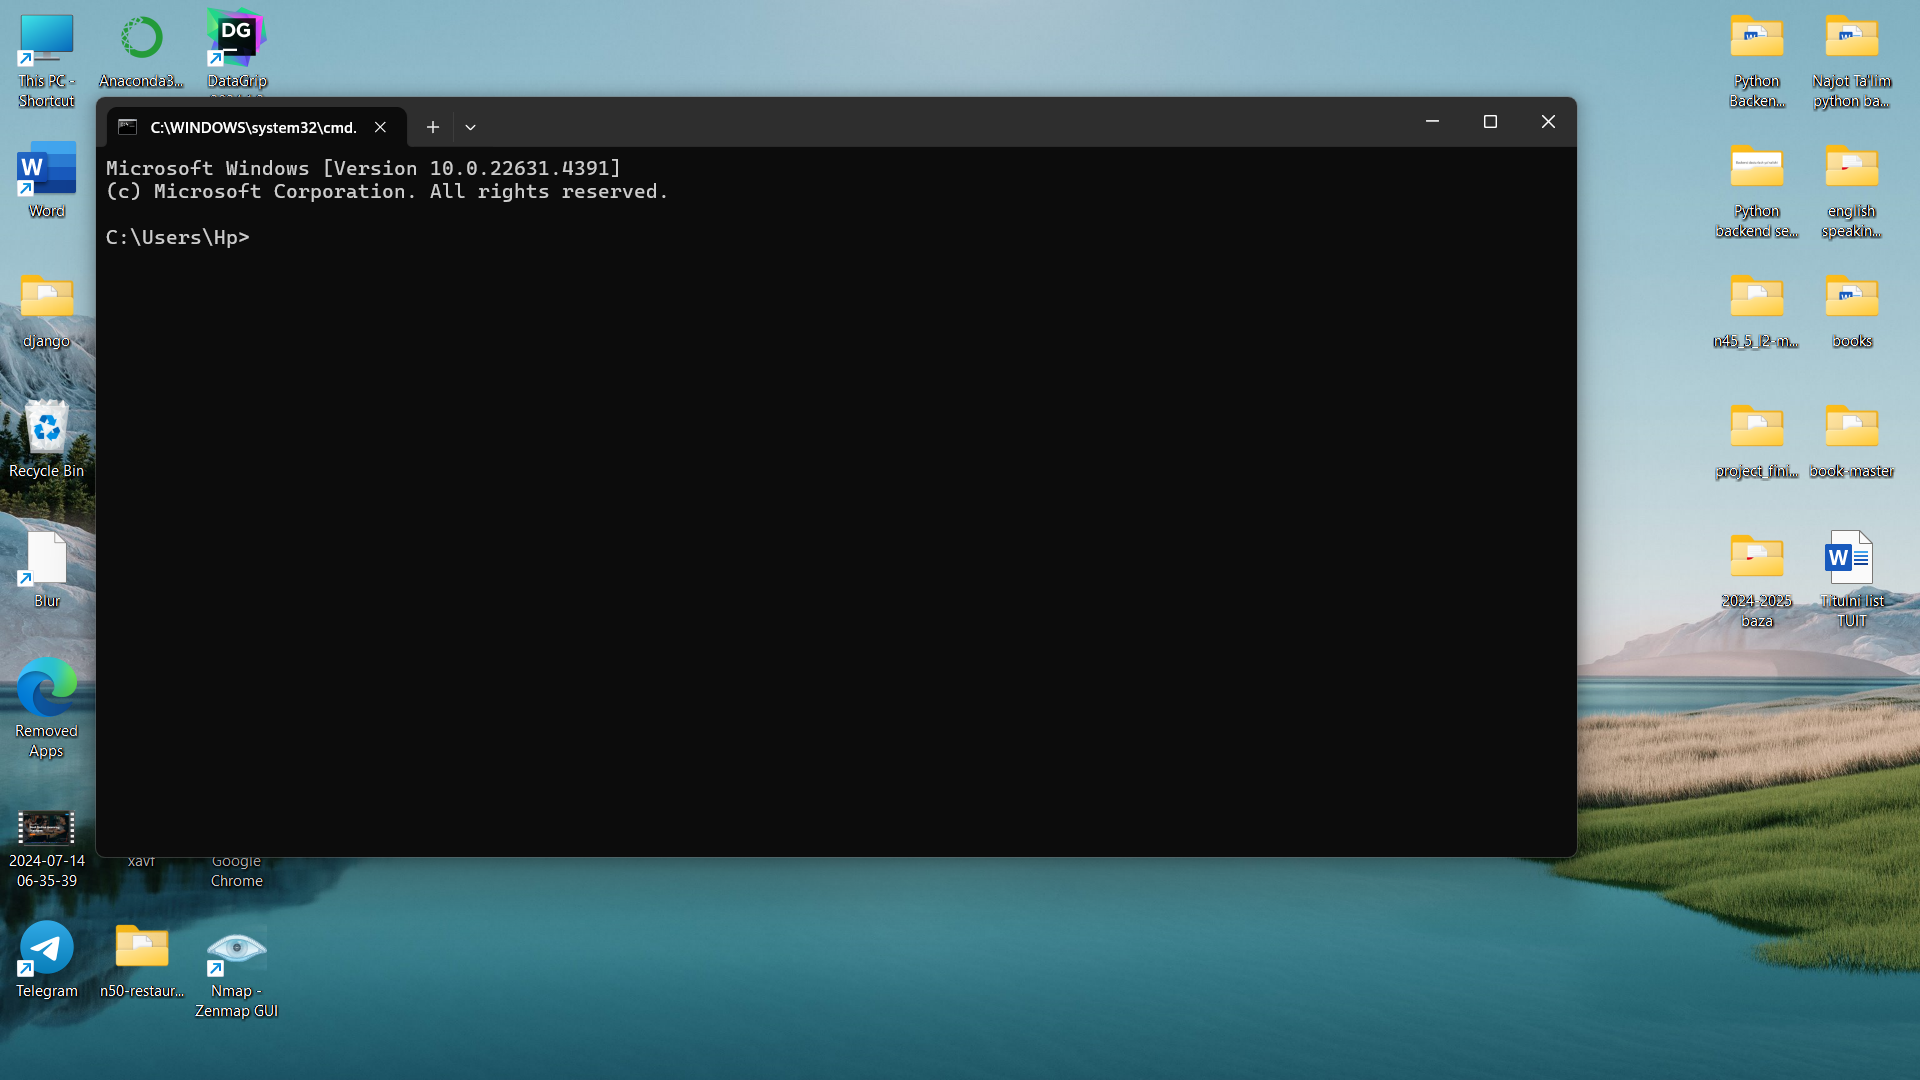 This PC -
Shortcut
Anaconda3...
DG
DataGrip
C:\WINDOWS\system32\cmd.
Microsoft Windows [Version 10.0.22631.4391]
(c) Microsoft Corporation. All rights reserved.
C:\Users\Hp>
W
Word
django
Recycle Bin
Blur
Removed
Apps
2024-07-14
06-35-39
xavf
Google
Chrome
Telegram
n50-restaur...
Nmap -
Zenmap GUI
Python
Backen...
Najot Ta'lim
python ba...
Python
backend se...
english
speakin...
n45_5_l2-m...
books
project_fini...
book-master
2024-2025
baza
W
Titulni list
TUIT